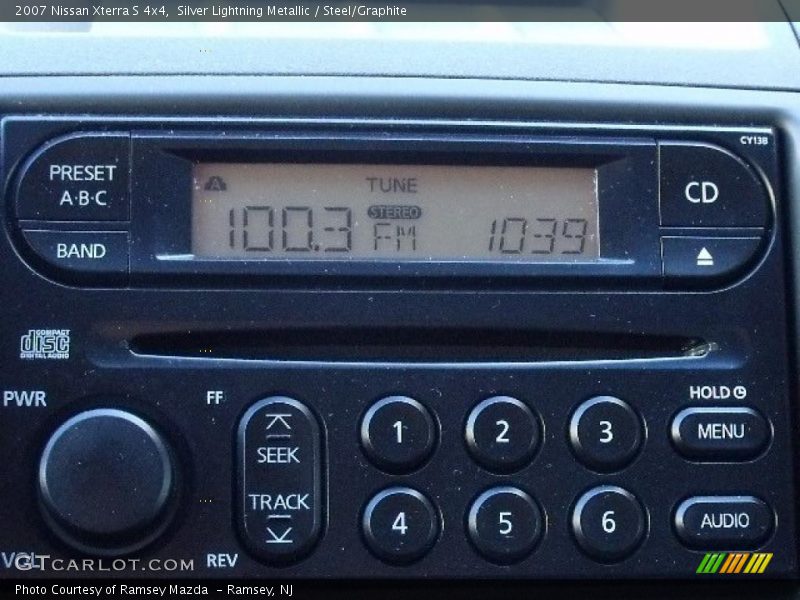 2007 Nissan Xterra S 4x4,  Silver Lightning Metallic / Steel/Graphite
CY13B
PRESET
A·B·C
BAND
A
TUNE
100.3
STEREO
FM
1039
CD
COMPACT
disc
DIGITAL AUDIO
PWR
FF
HOLD
SEEK
TRACK
1
2
3
MENU
4
5
6
AUDIO
VOL
REV
GTCARLOT.COM
Photo Courtesy of Ramsey Mazda  - Ramsey, NJ